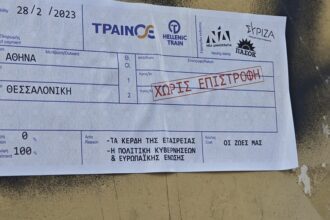 28/2/2023
ΤΡΑΙΝΟΣΕ
HELLENIC
TRAIN
ΝΔ
ΠΑΣΟΚ
ΣΥΡΙΖΑ
ΑΘΗΝΑ
ΘΕΣΣΑΛΟΝΙΚΗ
ΧΩΡΙΣ ΕΠΙΣΤΡΟΦΗ
0
%
100
%
-ΤΑ ΚΕΡΔΗ ΤΗΣ ΕΤΑΙΡΕΙΑΣ
-Η ΠΟΛΙΤΙΚΗ ΚΥΒΕΡΝΗΣΕΩΝ
& ΕΥΡΩΠΑΪΚΗΣ ΕΝΩΣΗΣ
ΟΙ ΖΩΕΣ ΜΑΣ